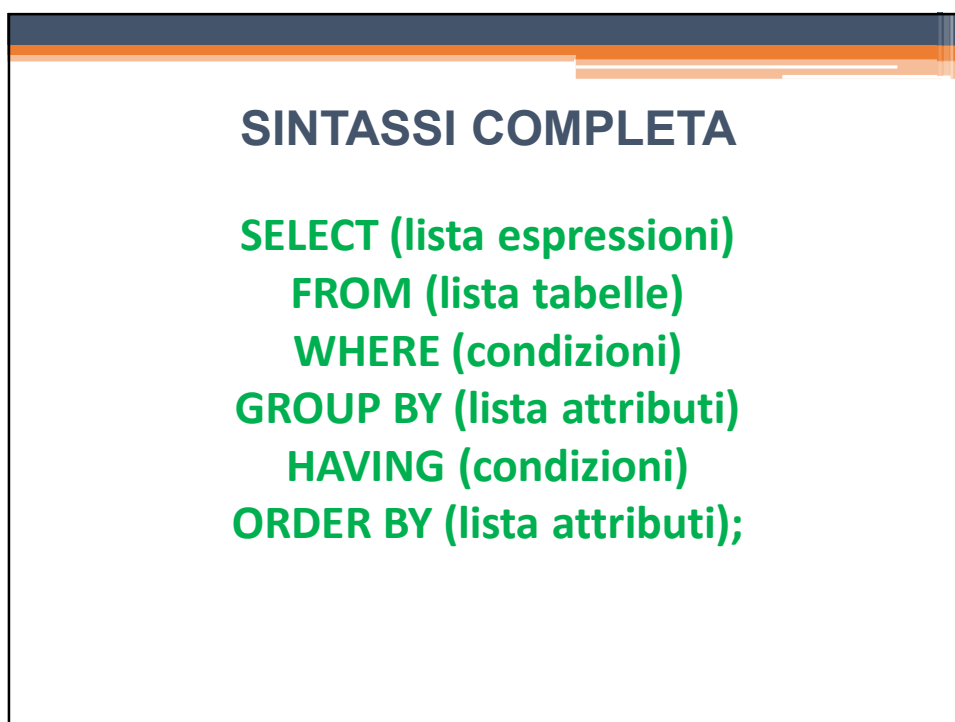 SINTASSI COMPLETA
SELECT (lista espressioni)
FROM (lista tabelle)
WHERE (condizioni)
GROUP BY (lista attributi)
HAVING (condizioni)
ORDER BY (lista attributi);